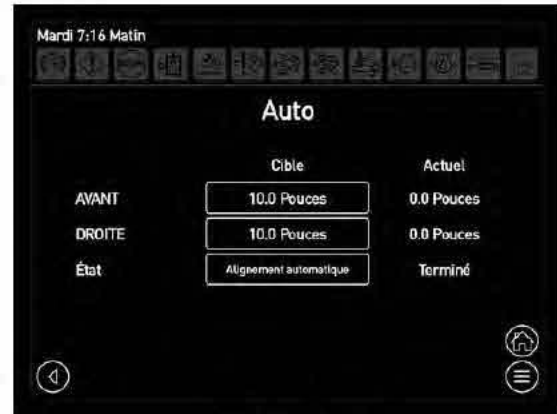 Mardi 7:16 Matin
Auto
Cible Actuel
AVANT 10.0 Pouces 0.0 Pouces
DROITE 10.0 Pouces 0.0 Pouces
État Alignement automatique Terminé